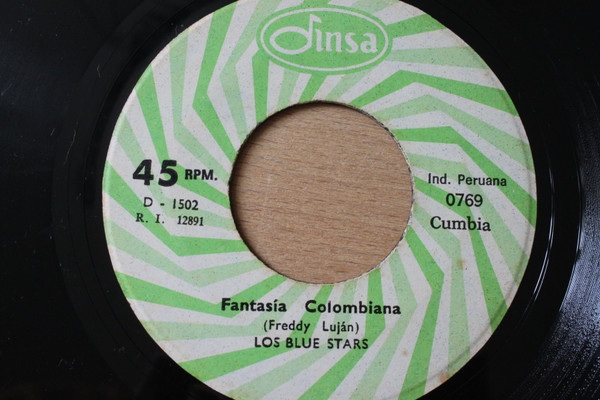 Dinsa
45 RPM.
D - 1502
R. I. 12891
Ind. Peruana
0769
Cumbia
Fantasía Colombiana
(Freddy Luján)
LOS BLUE STARS